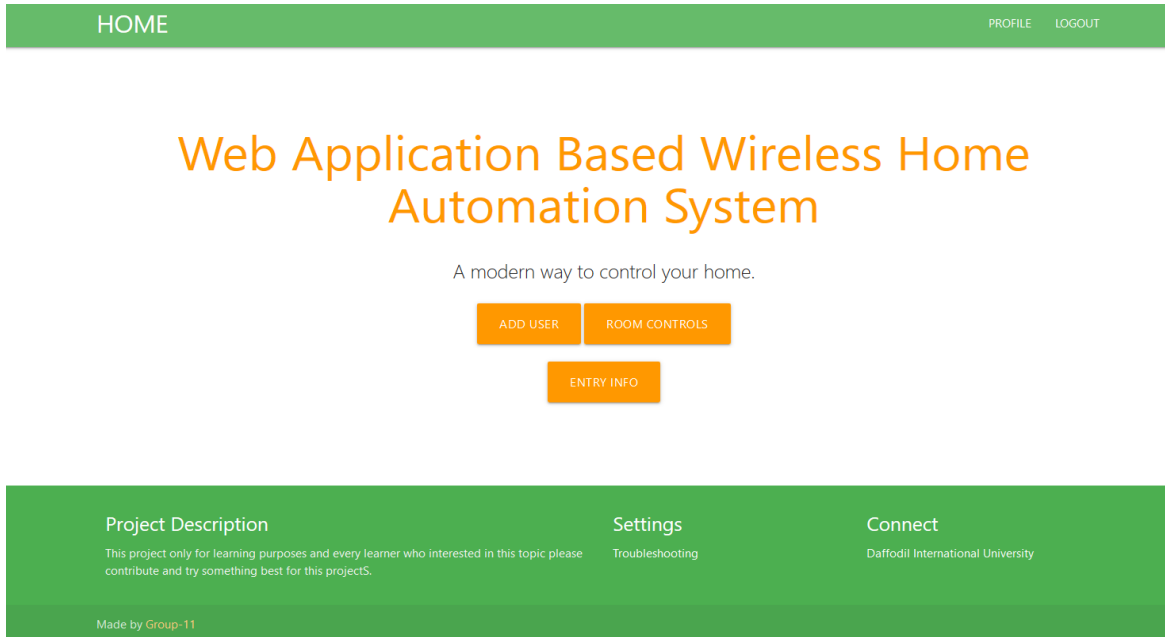 HOME
PROFILE LOGOUT
Web Application Based Wireless Home
Automation System
A modern way to control your home.
ADD USER ROOM CONTROLS
ENTRY INFO
Project Description
This project only for learning purposes and every learner who interested in this topic please
contribute and try something best for this projectS.
Settings
Troubleshooting
Connect
Daffodil International University
Made by Group-11